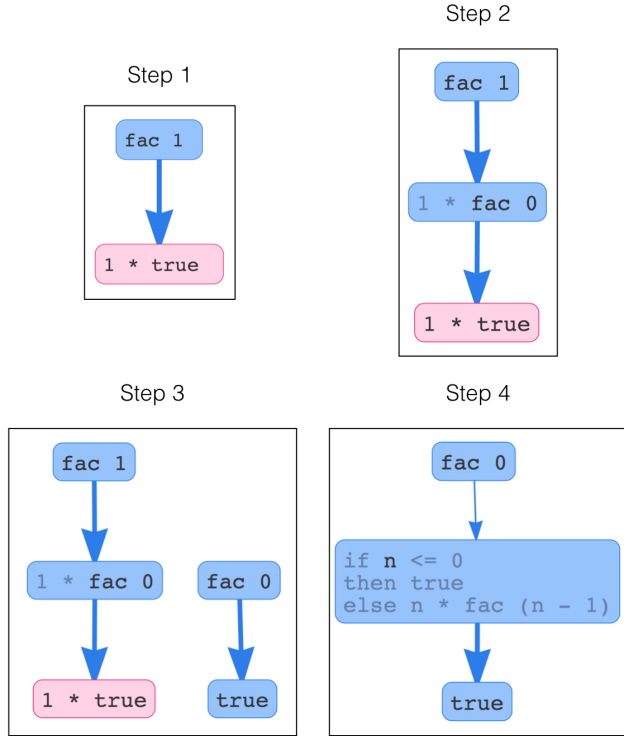 Step 1
fac 1
1 * true
Step 2
fac 1
1 * fac 0
1 * true
Step 3
fac 1
1 * fac 0
fac 0
1 * true
true
Step 4
fac 0
if n <= 0
then true
else n * fac (n - 1)
true